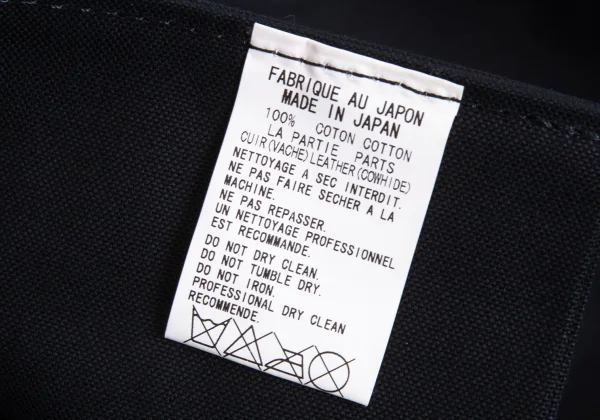 FABRIQUE AU JAPON
MADE IN JAPAN
100% COTON COTTON
LA PARTIE PARTS
CUIR(VACHE)LEATHER(COWHIDE)
NETTOYAGE A SEC INTERDIT.
NE PAS FAIRE SECHER A LA
MACHINE.
NE PAS REPASSER.
UN NETTOYAGE PROFESSIONNEL
EST RECOMMANDE.
DO NOT DRY CLEAN.
DO NOT TUMBLE DRY.
DO NOT IRON.
PROFESSIONAL DRY CLEAN
RECOMMENDE.